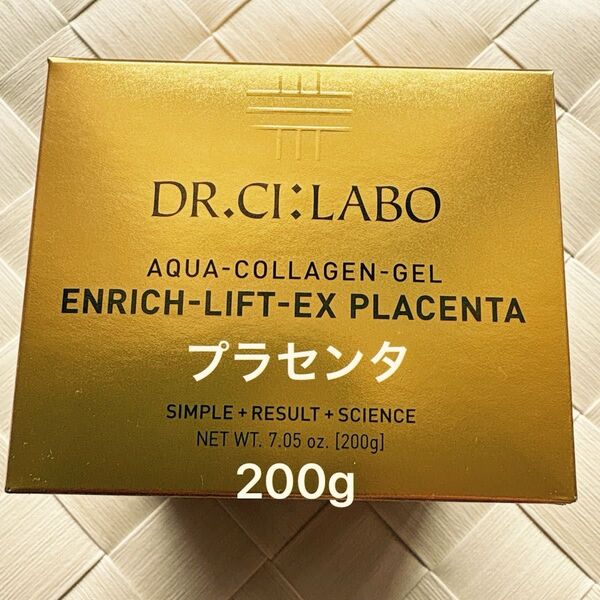 DR.CI:LABO
AQUA-COLLAGEN-GEL
ENRICH-LIFT-EX PLACENTA
プラセンタ
SIMPLE + RESULT + SCIENCE
NET WT. 7.05 oz. [200g]
200g